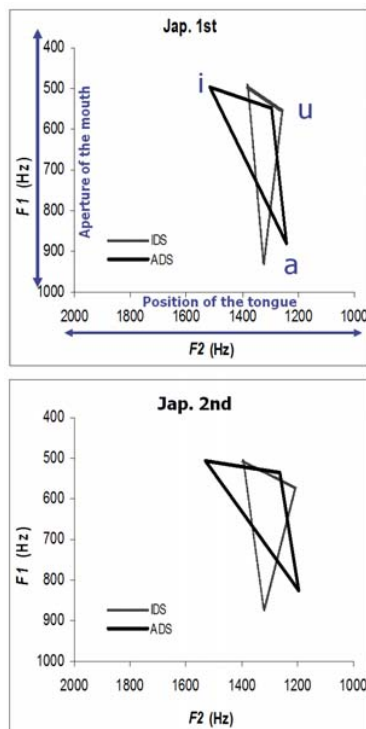 Jap. 1st
400
500
600
700
800
900
1000
F1 (Hz)
Aperture of the mouth
i
u
a
IDS
ADS
Position of the tongue
2000 1800 1600 1400 1200 1000
F2 (Hz)
Jap. 2nd
400
500
600
700
800
900
1000
F1 (Hz)
IDS
ADS
2000 1800 1600 1400 1200 1000
F2 (Hz)